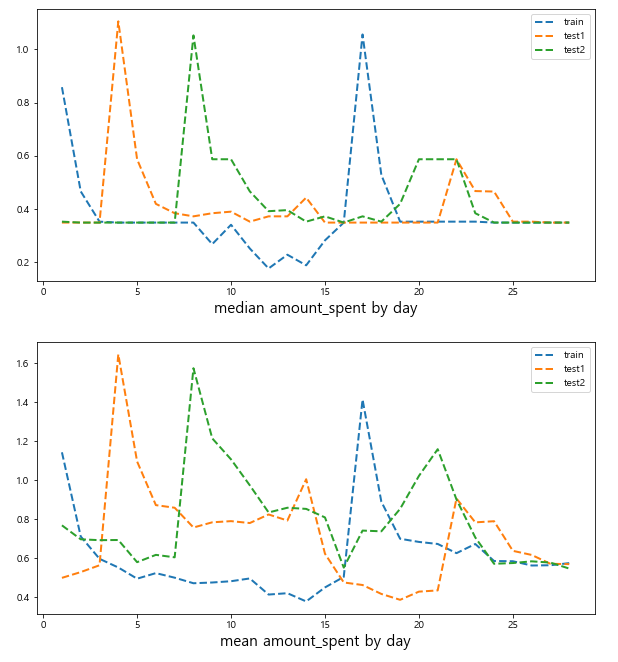 train
test1
test2
1.0
0.8
0.6
0.4
0.2
0 5 10 15 20 25
median amount_spent by day
train
test1
test2
1.6
1.4
1.2
1.0
0.8
0.6
0.4
0 5 10 15 20 25
mean amount_spent by day